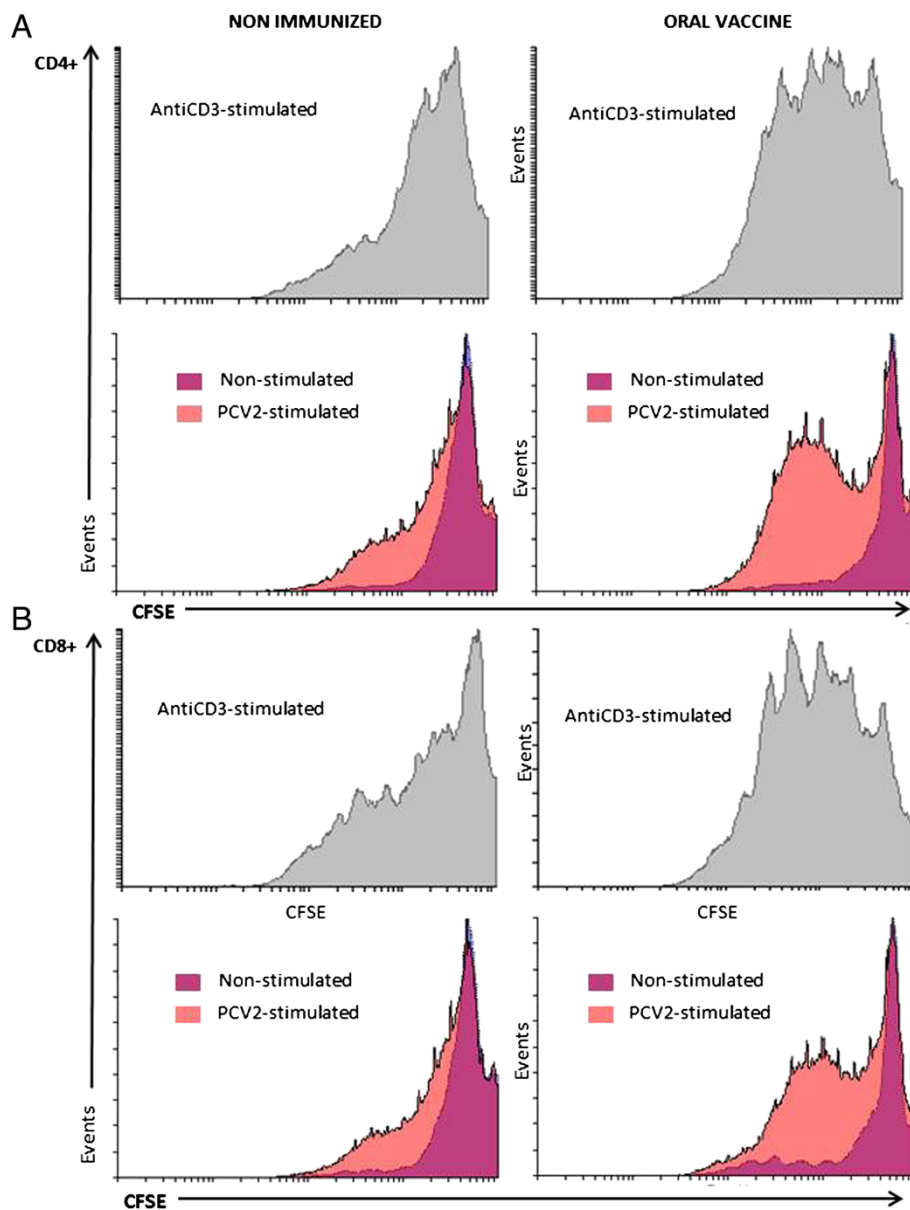 A
NON IMMUNIZED
ORAL VACCINE
CD4+
AntiCD3-stimulated
AntiCD3-stimulated
Events
Non-stimulated
PCV2-stimulated
Non-stimulated
PCV2-stimulated
Events
Events
CFSE
B
CD8+
AntiCD3-stimulated
AntiCD3-stimulated
Events
CFSE
CFSE
Non-stimulated
PCV2-stimulated
Non-stimulated
PCV2-stimulated
Events
Events
CFSE